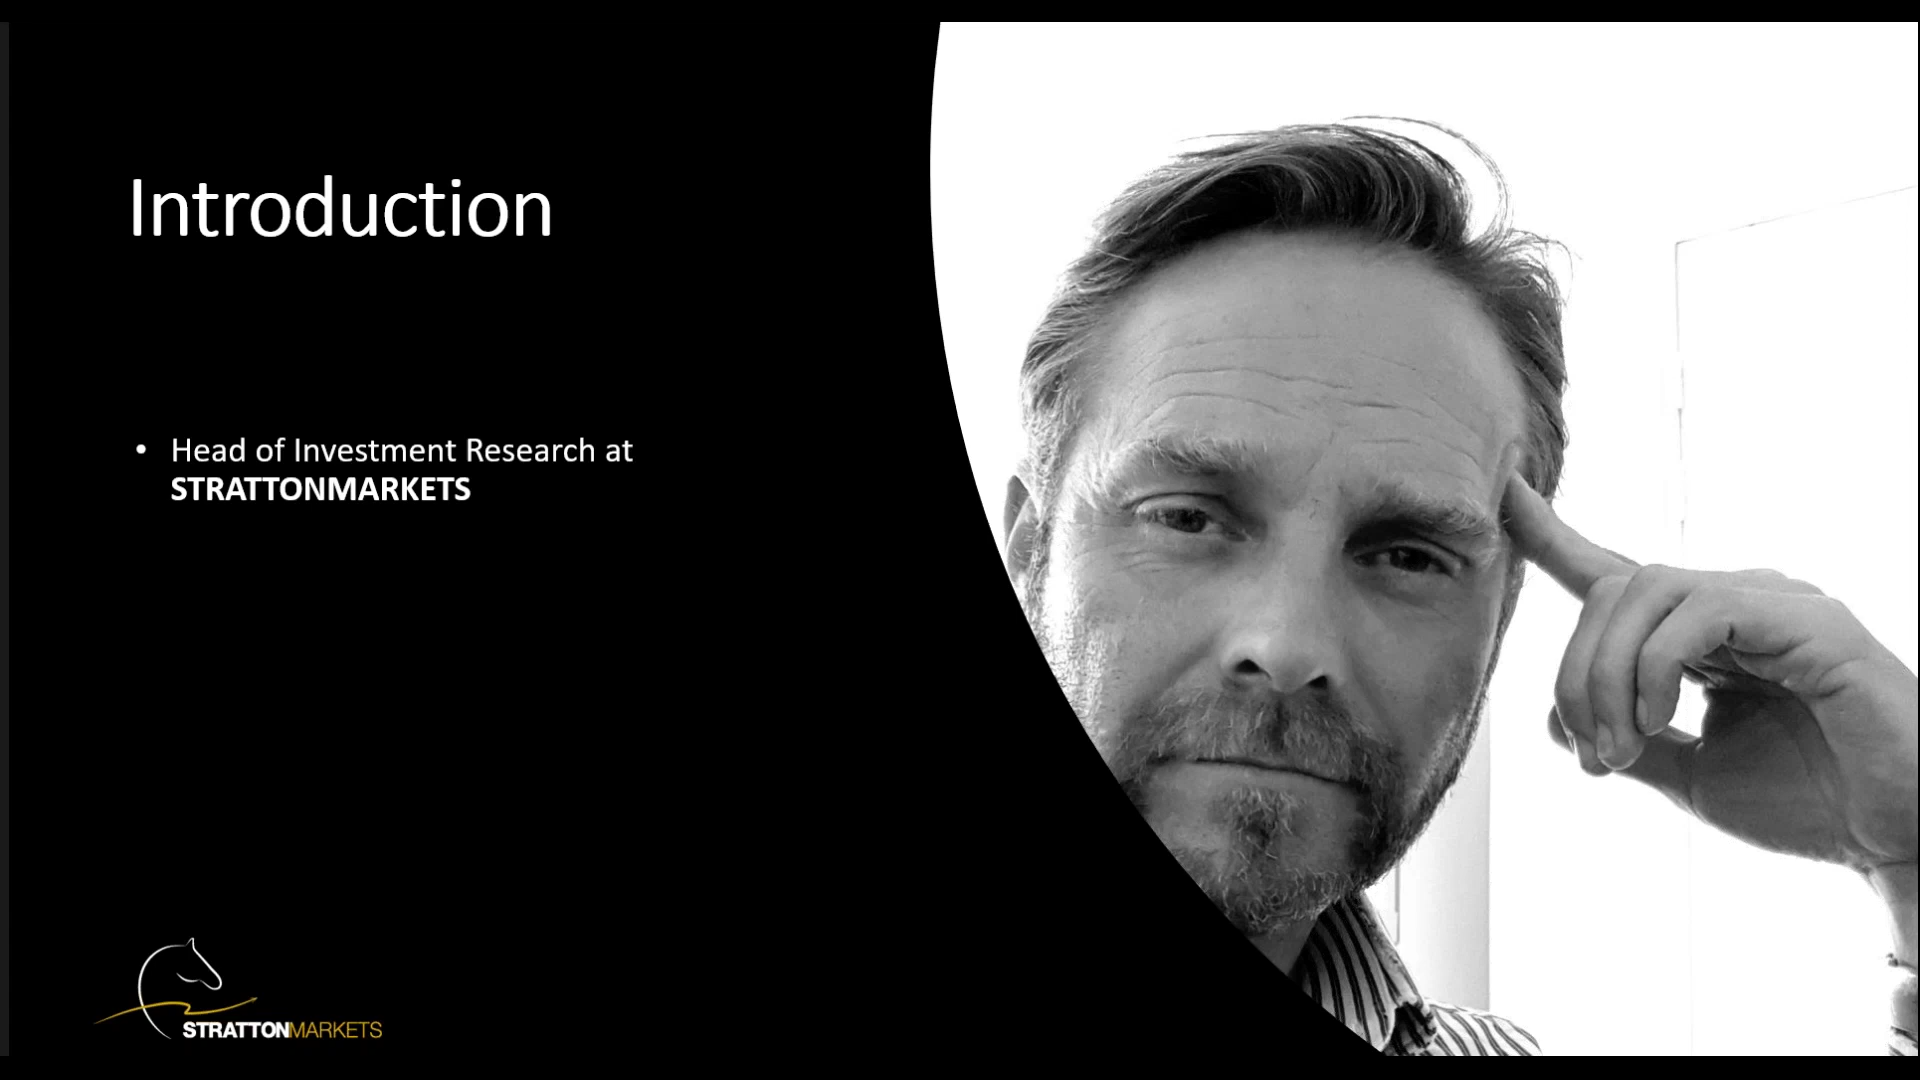 Introduction
• Head of Investment Research at
STRATTONMARKETS
STRATTONMARKETS